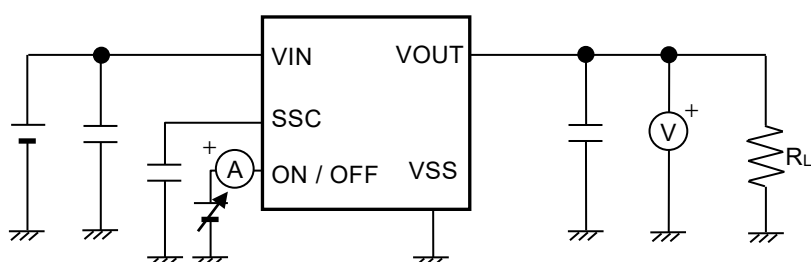 VIN VOUT
SSC
+ A ON / OFF VSS
V +
RL